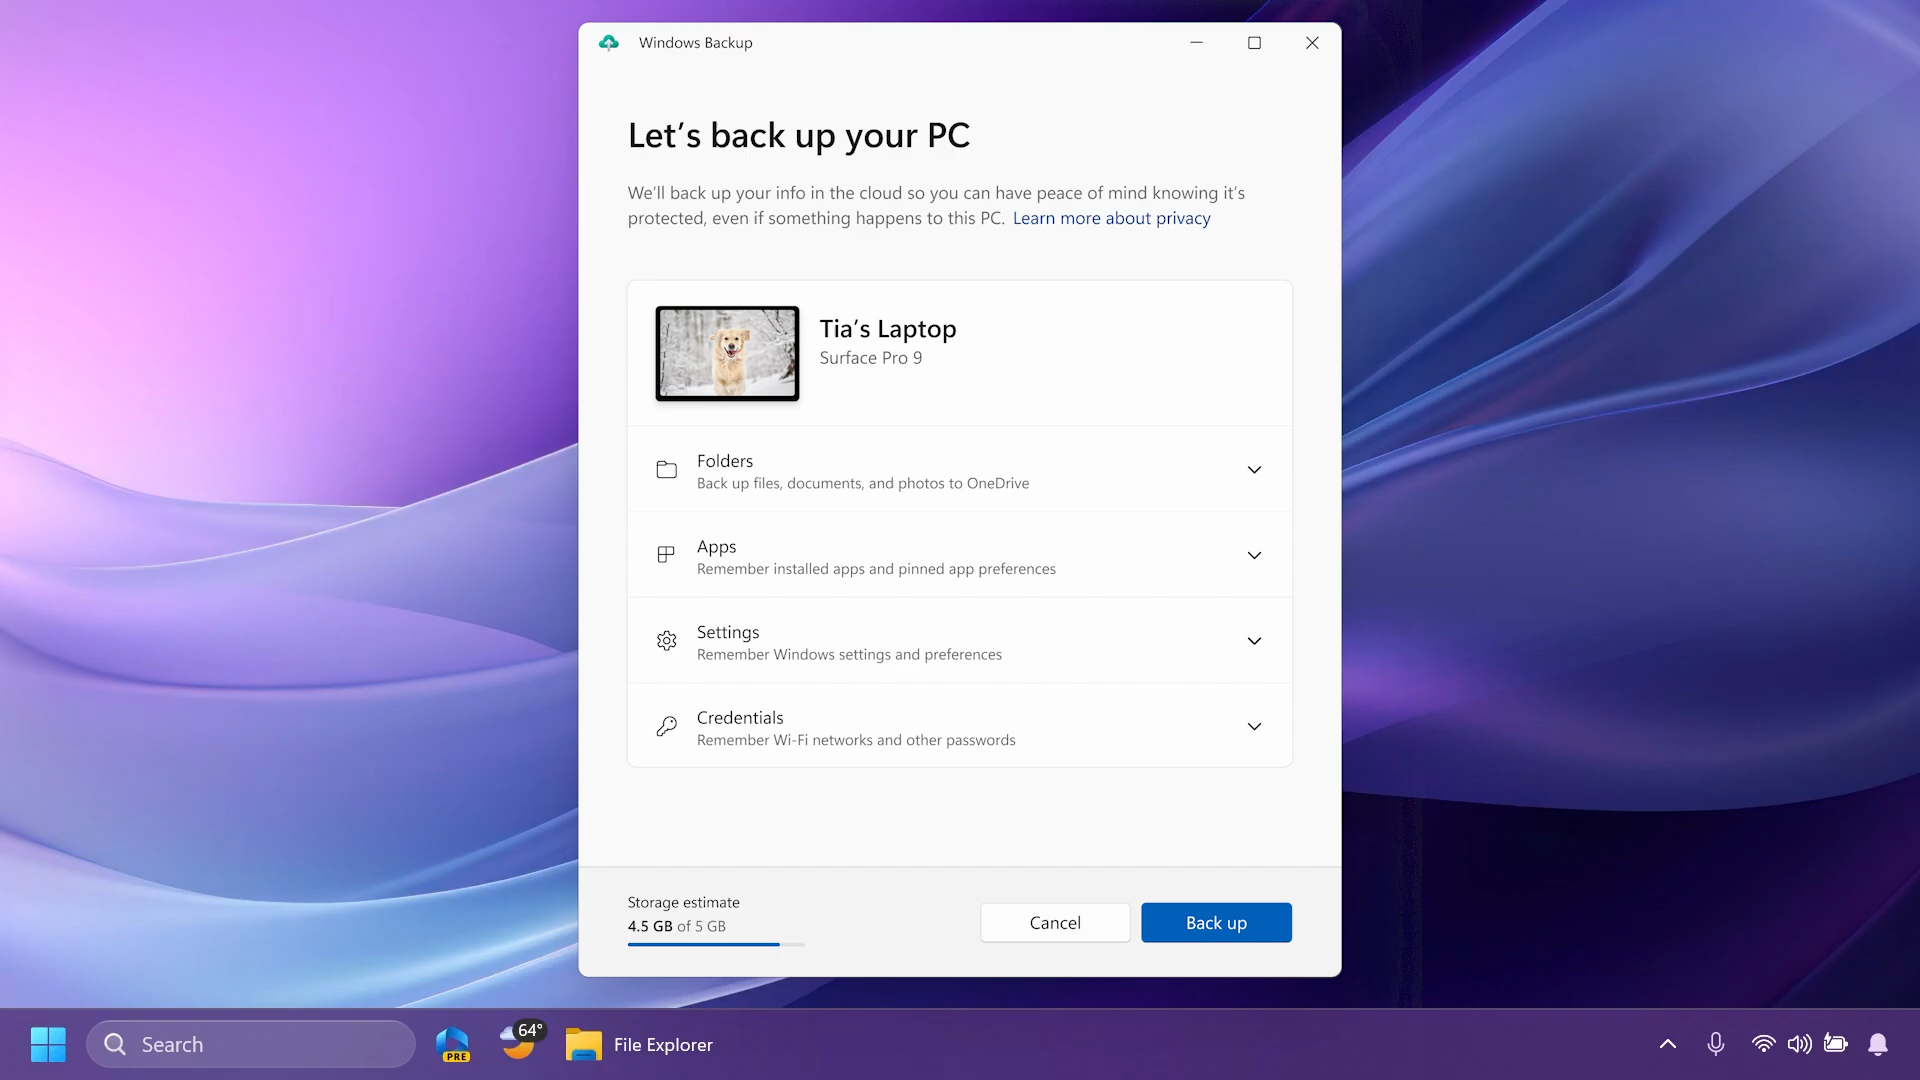 Windows Backup
Let’s back up your PC
We’ll back up your info in the cloud so you can have peace of mind knowing it’s
protected, even if something happens to this PC. Learn more about privacy
Tia’s Laptop
Surface Pro 9
Folders
Back up files, documents, and photos to OneDrive
Apps
Remember installed apps and pinned app preferences
Settings
Remember Windows settings and preferences
Credentials
Remember Wi-Fi networks and other passwords
Storage estimate
4.5 GB of 5 GB
Cancel
Back up
Search
PRE
64°
File Explorer